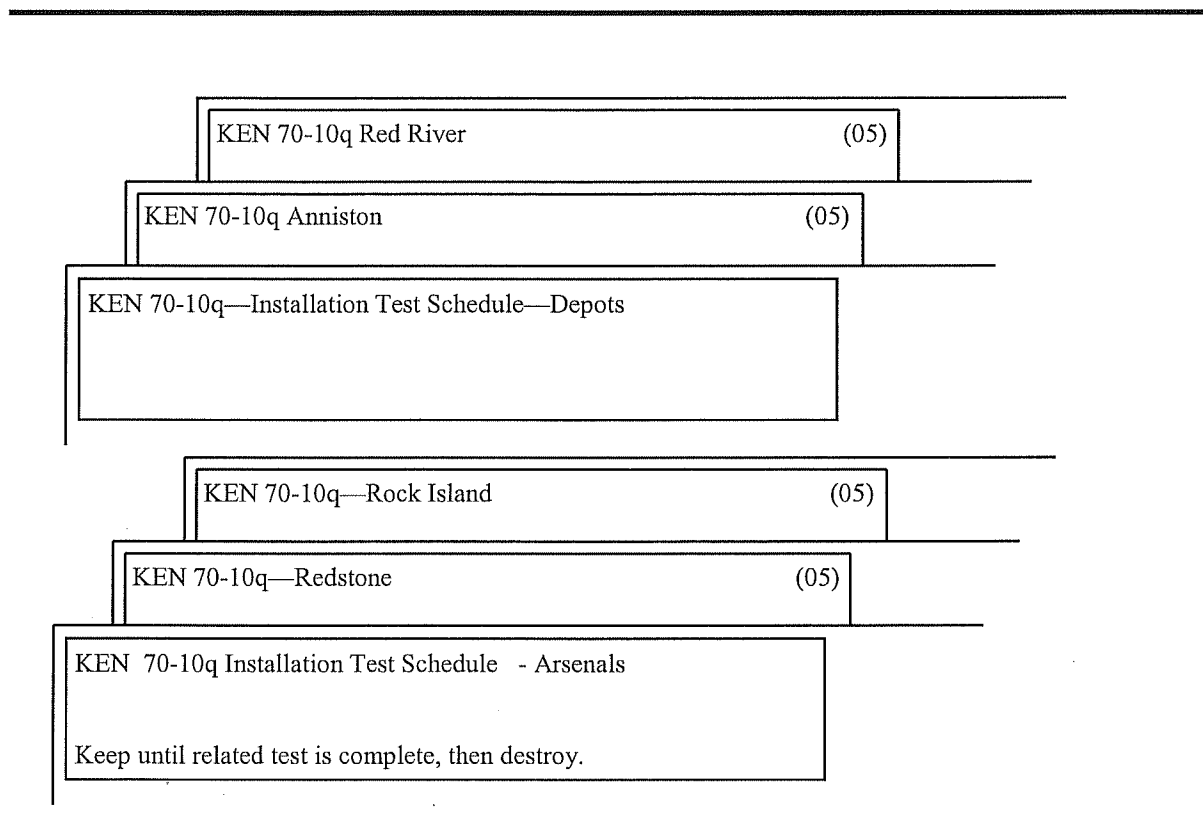 KEN 70-10q Red River (05)
KEN 70-10q Anniston (05)
KEN 70-10q—Installation Test Schedule—Depots
KEN 70-10q—Rock Island (05)
KEN 70-10q—Redstone (05)
KEN 70-10q Installation Test Schedule - Arsenals
Keep until related test is complete, then destroy.